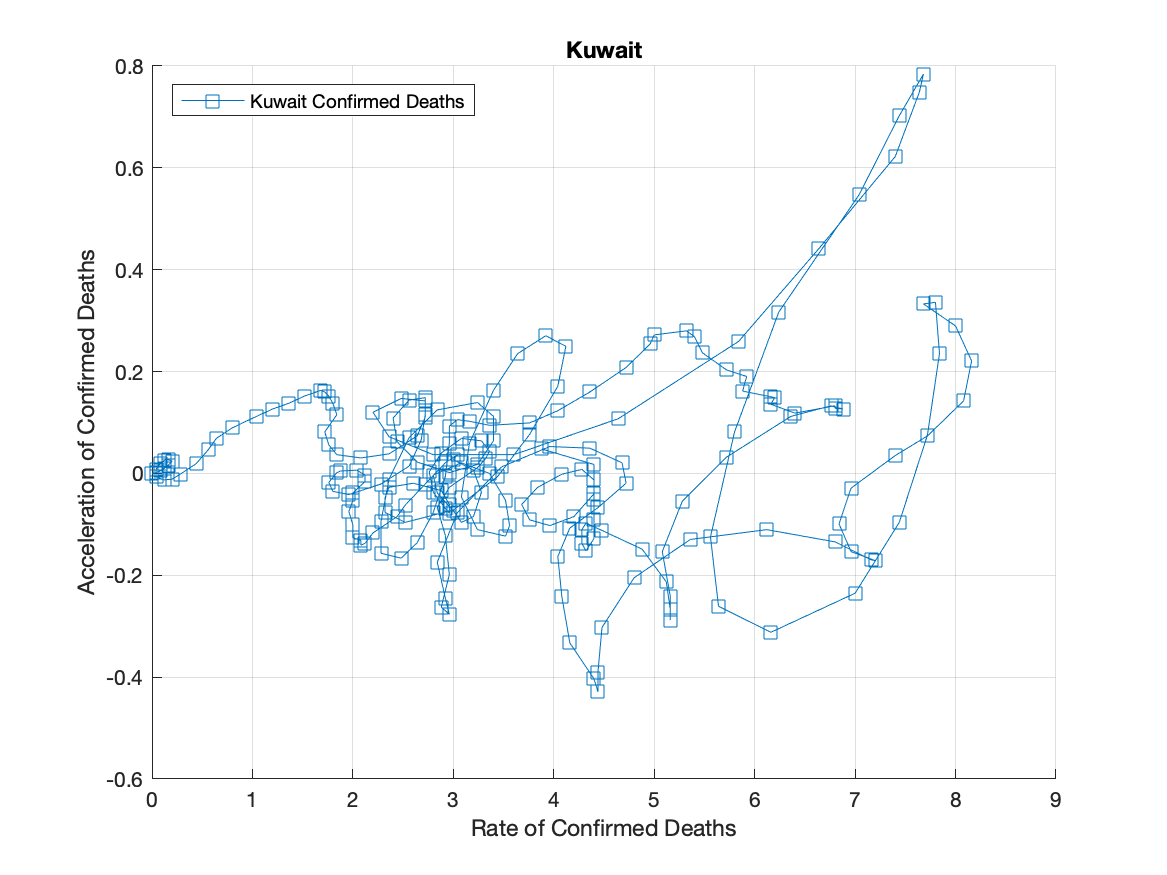 Kuwait
Kuwait Confirmed Deaths
0.8
0.6
0.4
0.2
0
-0.2
-0.4
-0.6
Acceleration of Confirmed Deaths
0 1 2 3 4 5 6 7 8 9
Rate of Confirmed Deaths